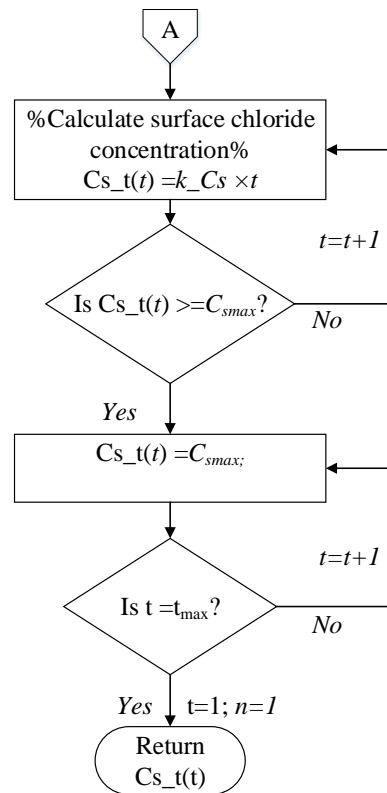 A
%Calculate surface chloride
concentration%
Cs_t(t) =k_Cs ×t
t=t+1
Is Cs_t(t) >=Csmax?
No
Yes
Cs_t(t) =Csmax;
t=t+1
Is t =tmax?
No
Yes t=1; n=1
Return
Cs_t(t)